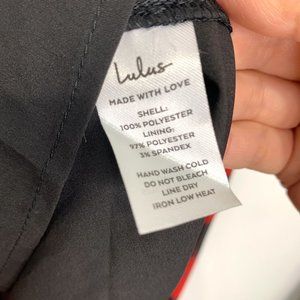 Lulus
MADE WITH LOVE
SHELL:
100% POLYESTER
LINING:
97% POLYESTER
3% SPANDEX
HAND WASH COLD
DO NOT BLEACH
LINE DRY
IRON LOW HEAT